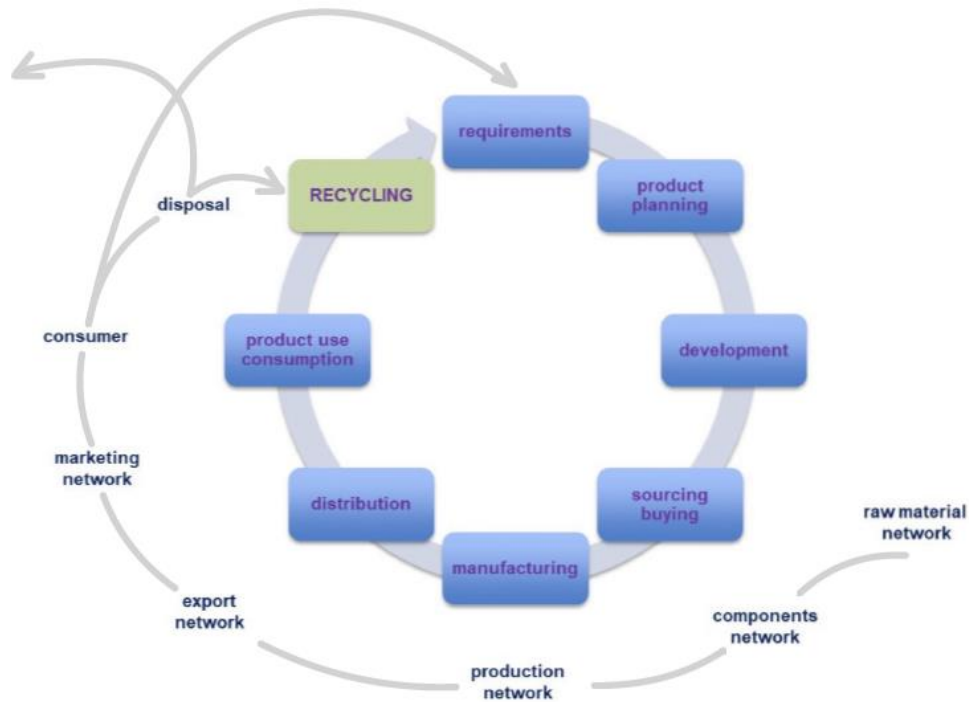 requirements
product
planning
development
sourcing
buying
manufacturing
distribution
product use
consumption
RECYCLING
disposal
consumer
marketing
network
export
network
production
network
components
network
raw material
network